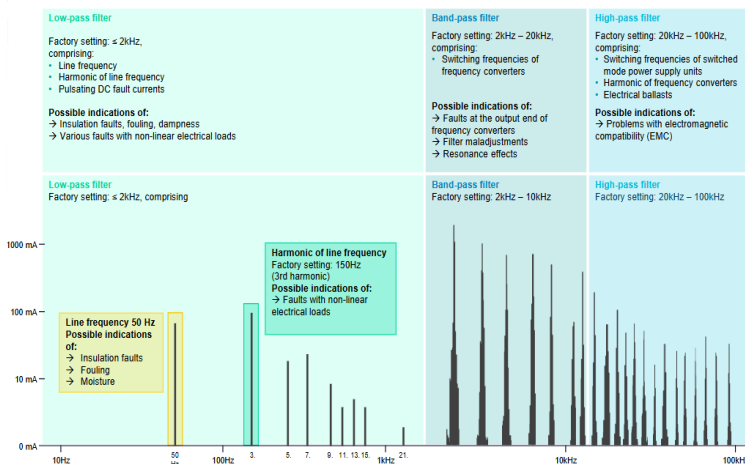 Low-pass filter
Factory setting: ≤ 2kHz,
comprising:
• Line frequency
• Harmonic of line frequency
• Pulsating DC fault currents
Possible indications of:
→ Insulation faults, fouling, dampness
→ Various faults with non-linear electrical loads
Band-pass filter
Factory setting: 2kHz – 20kHz,
comprising:
• Switching frequencies of
frequency converters
Possible indications of:
→ Faults at the output end of
frequency converters
→ Filter maladjustments
→ Resonance effects
High-pass filter
Factory setting: 20kHz – 100kHz,
comprising:
• Switching frequencies of switched
mode power supply units
• Harmonic of frequency converters
• Electrical ballasts
Possible indications of:
→ Problems with electromagnetic
compatibility (EMC)
Low-pass filter
Factory setting: ≤ 2kHz, comprising
Band-pass filter
Factory setting: 2kHz – 10kHz
High-pass filter
Factory setting: 20kHz – 100kHz
1000 mA
100 mA
10 mA
0 mA
Harmonic of line frequency
Factory setting: 150Hz
(3rd harmonic)
Possible indications of:
→ Faults with non-linear
electrical loads
Line frequency 50 Hz
Possible indications
of:
→ Insulation faults
→ Fouling
→ Moisture
10Hz
50
Hz
100Hz
3.
5.
7.
9.
11.
13.
15.
1kHz
21.
10kHz
100kHz